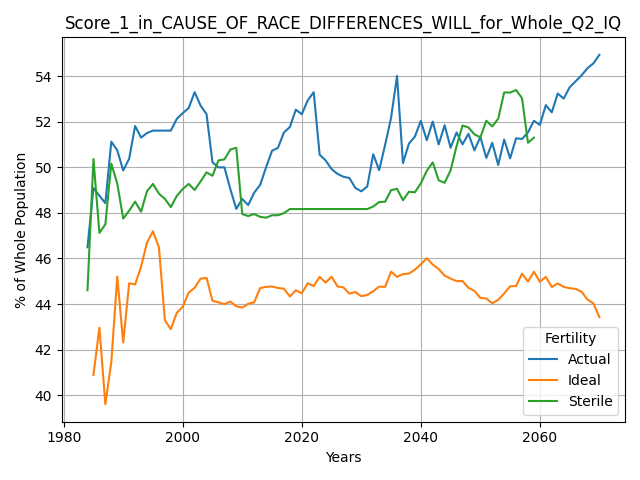 Score_1_in_CAUSE_OF_RACE_DIFFERENCES_WILL_for_Whole_Q2_IQ
% of Whole Population
54
52
50
48
46
44
42
40
1980
2000
2020
2040
2060
Years
Fertility
Actual
Ideal
Sterile